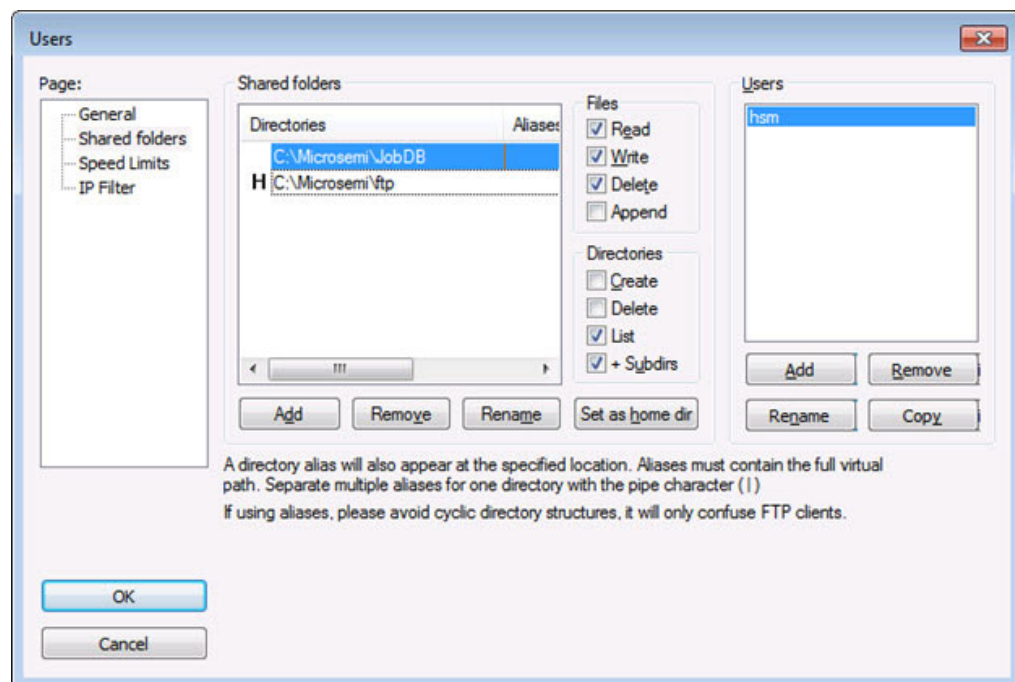 Users
Page:
General
Shared folders
Speed Limits
IP Filter
Shared folders
Directories Aliases
C:\Microsemi\JobDB
H C:\Microsemi\ftp
Add Remove Rename Set as home dir
Files
Read
Write
Delete
Append
Directories
Create
Delete
List
+ Subdirs
Users
hsm
Add Remove
Rename Copy
A directory alias will also appear at the specified location. Aliases must contain the full virtual
path. Separate multiple aliases for one directory with the pipe character (|)
If using aliases, please avoid cyclic directory structures, it will only confuse FTP clients.
OK
Cancel